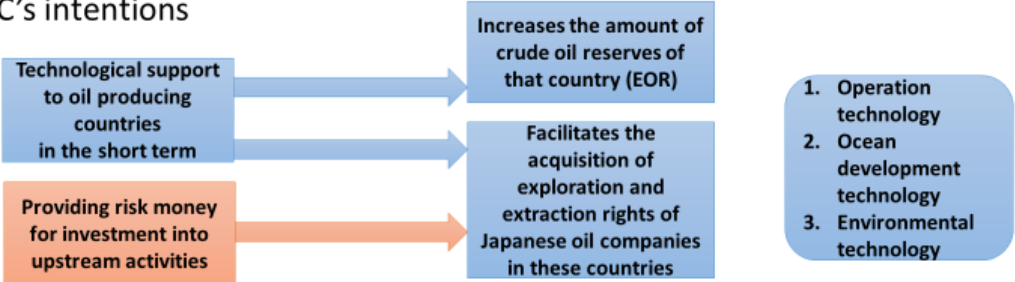 C's intentions
Technological support
to oil producing
countries
in the short term
Providing risk money
for investment into
upstream activities
Increases the amount of
crude oil reserves of
that country (EOR)
Facilitates the
acquisition of
exploration and
extraction rights of
Japanese oil companies
in these countries
1. Operation
technology
2. Ocean
development
technology
3. Environmental
technology